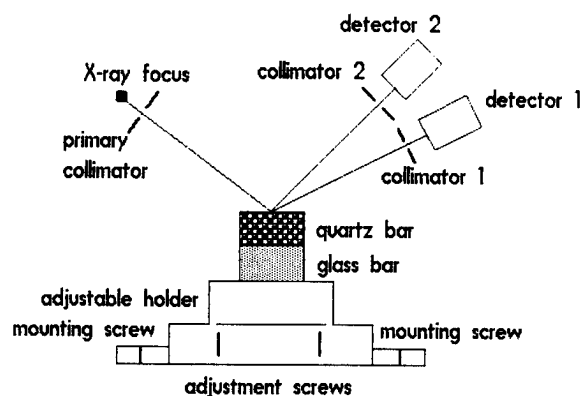 detector 2
X-ray focus
collimator 2
detector 1
primary
collimator
collimator 1
quartz bar
glass bar
adjustable holder
mounting screw
mounting screw
adjustment screws